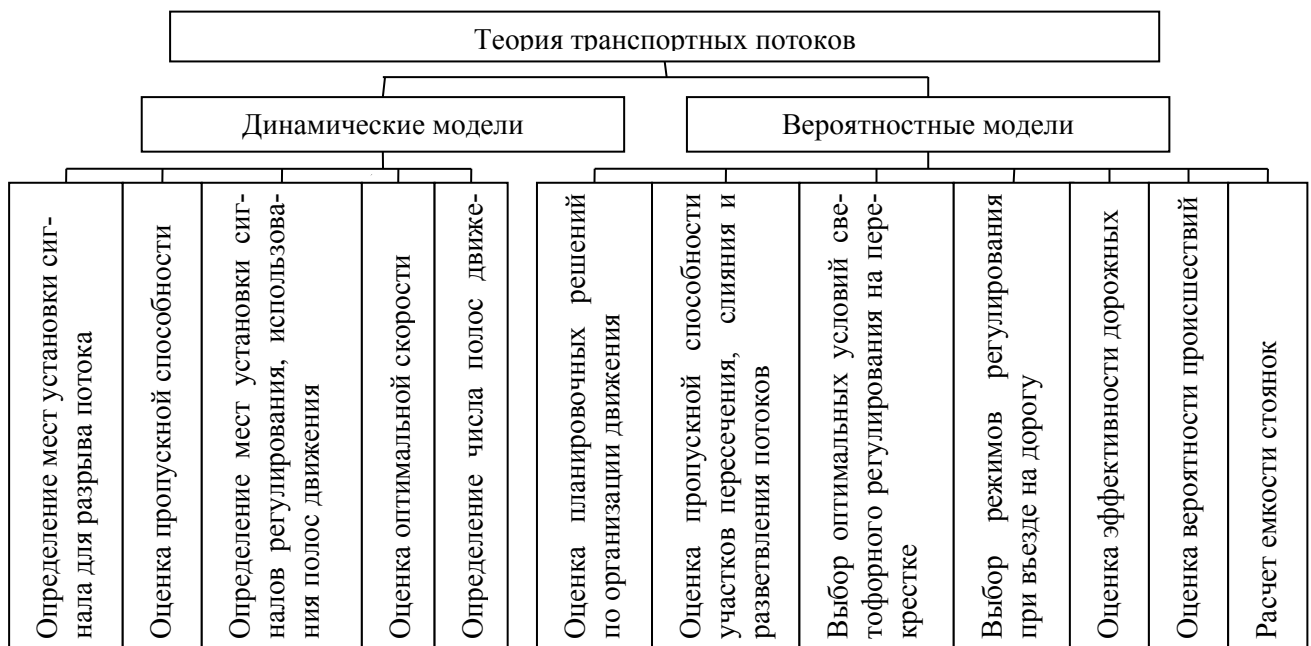 Теория транспортных потоков
Динамические модели
Вероятностные модели
Определение мест установки сиг-
нала для разрыва потока
Оценка пропускной способности
Определение мест установки сиг-
налов регулирования, использова-
ния полос движения
Оценка оптимальной скорости
Определение числа полос движе-
Оценка планировочных решений
по организации движения
Оценка пропускной способности
участков пересечения, слияния и
разветвления потоков
Выбор оптимальных условий све-
тофорного регулирования на пере-
крестке
Выбор режимов регулирования
при въезде на дорогу
Оценка эффективности дорожных
Оценка вероятности происшествий
Расчет емкости стоянок